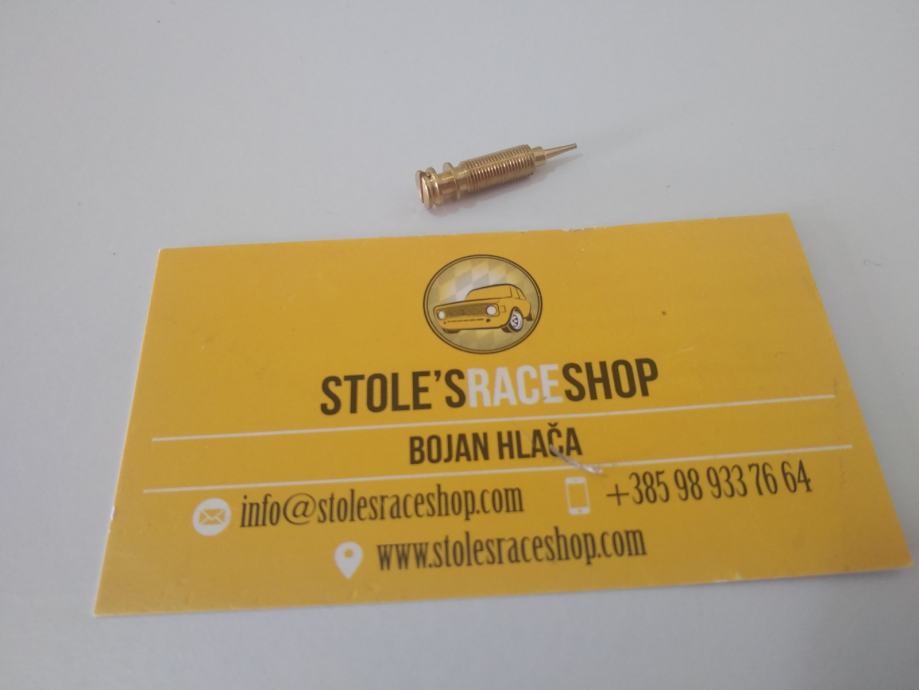 STOLE'SRACESHOP
BOJAN HLAČA
info@stolesraceshop.com +385 98 933 76 64
www.stolesraceshop.com